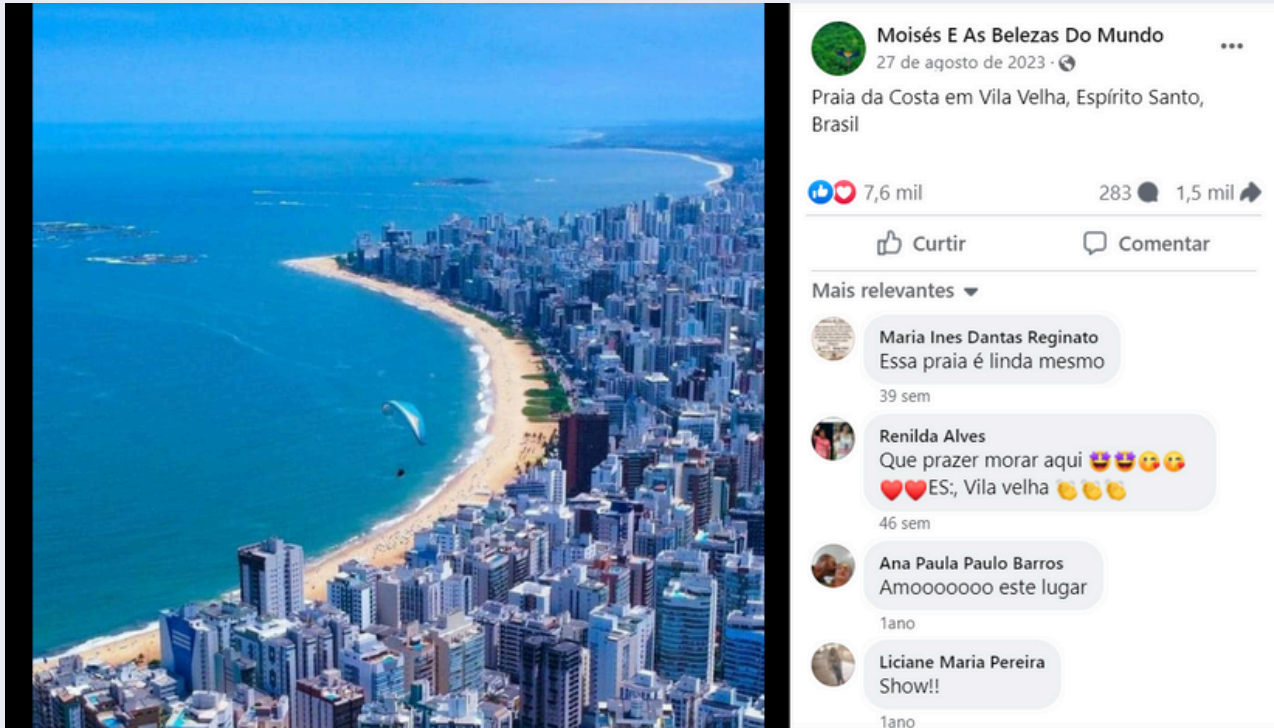 Moisés E As Belezas Do Mundo
27 de agosto de 2023 ·
Praia da Costa em Vila Velha, Espírito Santo,
Brasil
7,6 mil 283 1,5 mil
Curtir Comentar
Mais relevantes
Maria Ines Dantas Reginato
Essa praia é linda mesmo
39 sem
Renilda Alves
Que prazer morar aqui 🤩🤩😋😋
❤️❤️ES:, Vila velha 👏👏👏
46 sem
Ana Paula Paulo Barros
Amooooooo este lugar
1ano
Liciane Maria Pereira
Show!!
1ano